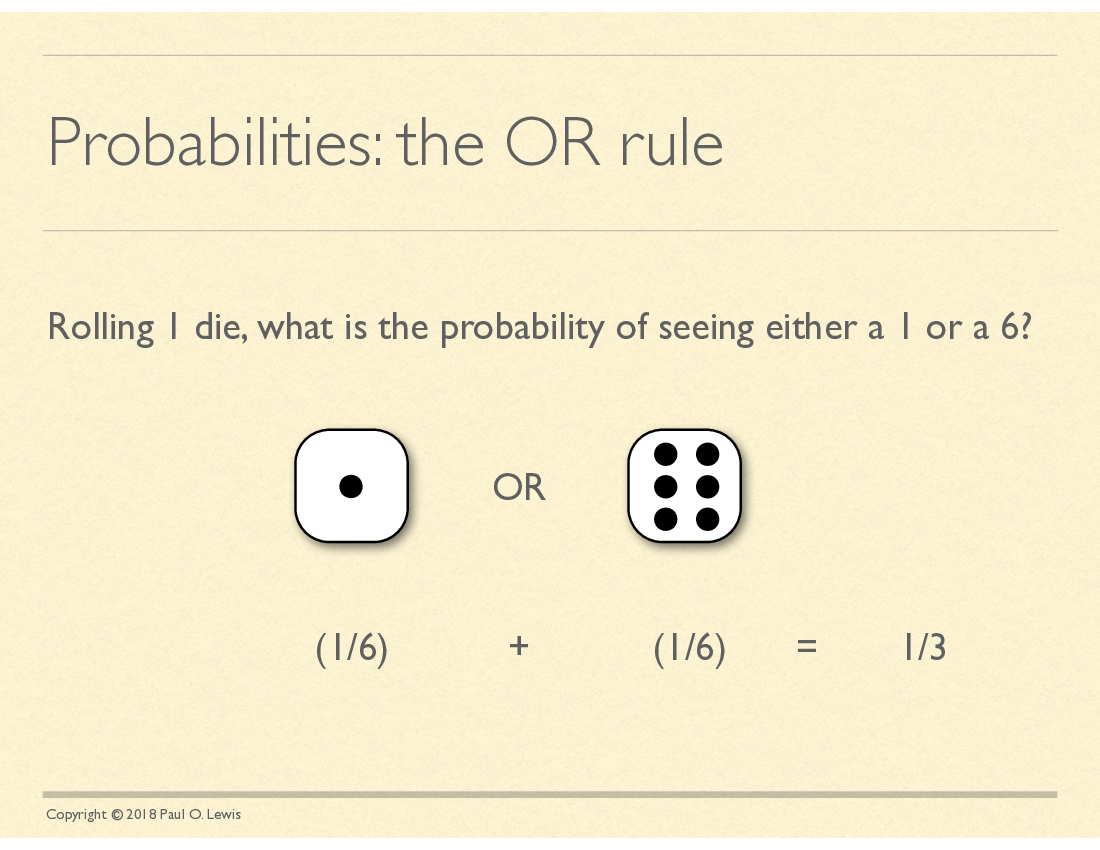 Probabilities: the OR rule
Rolling 1 die, what is the probability of seeing either a 1 or a 6?
OR
(1/6) + (1/6) = 1/3
Copyright © 2018 Paul O. Lewis